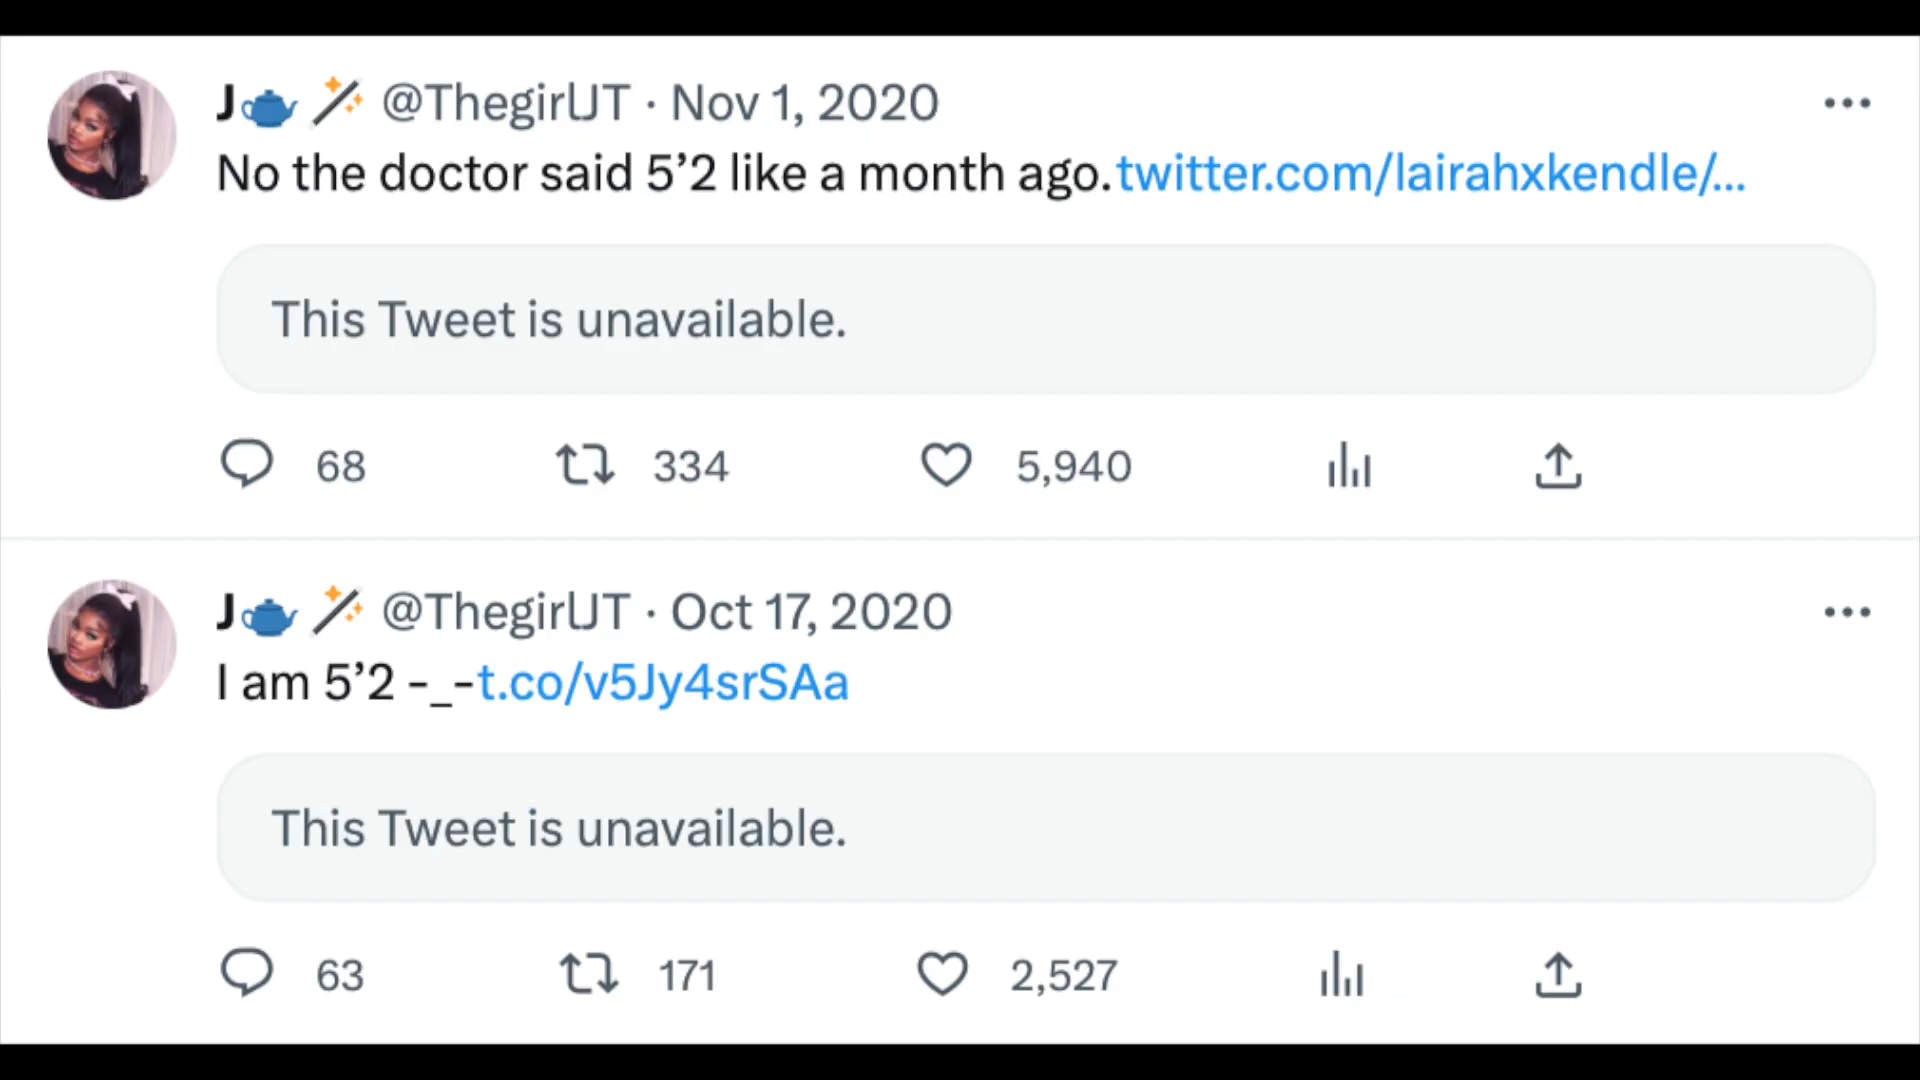 J🫖🪄 @ThegirlJT · Nov 1, 2020
No the doctor said 5’2 like a month ago.twitter.com/lairahxkendle/...
This Tweet is unavailable.
68 334 5,940
J🫖🪄 @ThegirlJT · Oct 17, 2020
I am 5’2 -_-t.co/v5Jy4srSAa
This Tweet is unavailable.
63 171 2,527